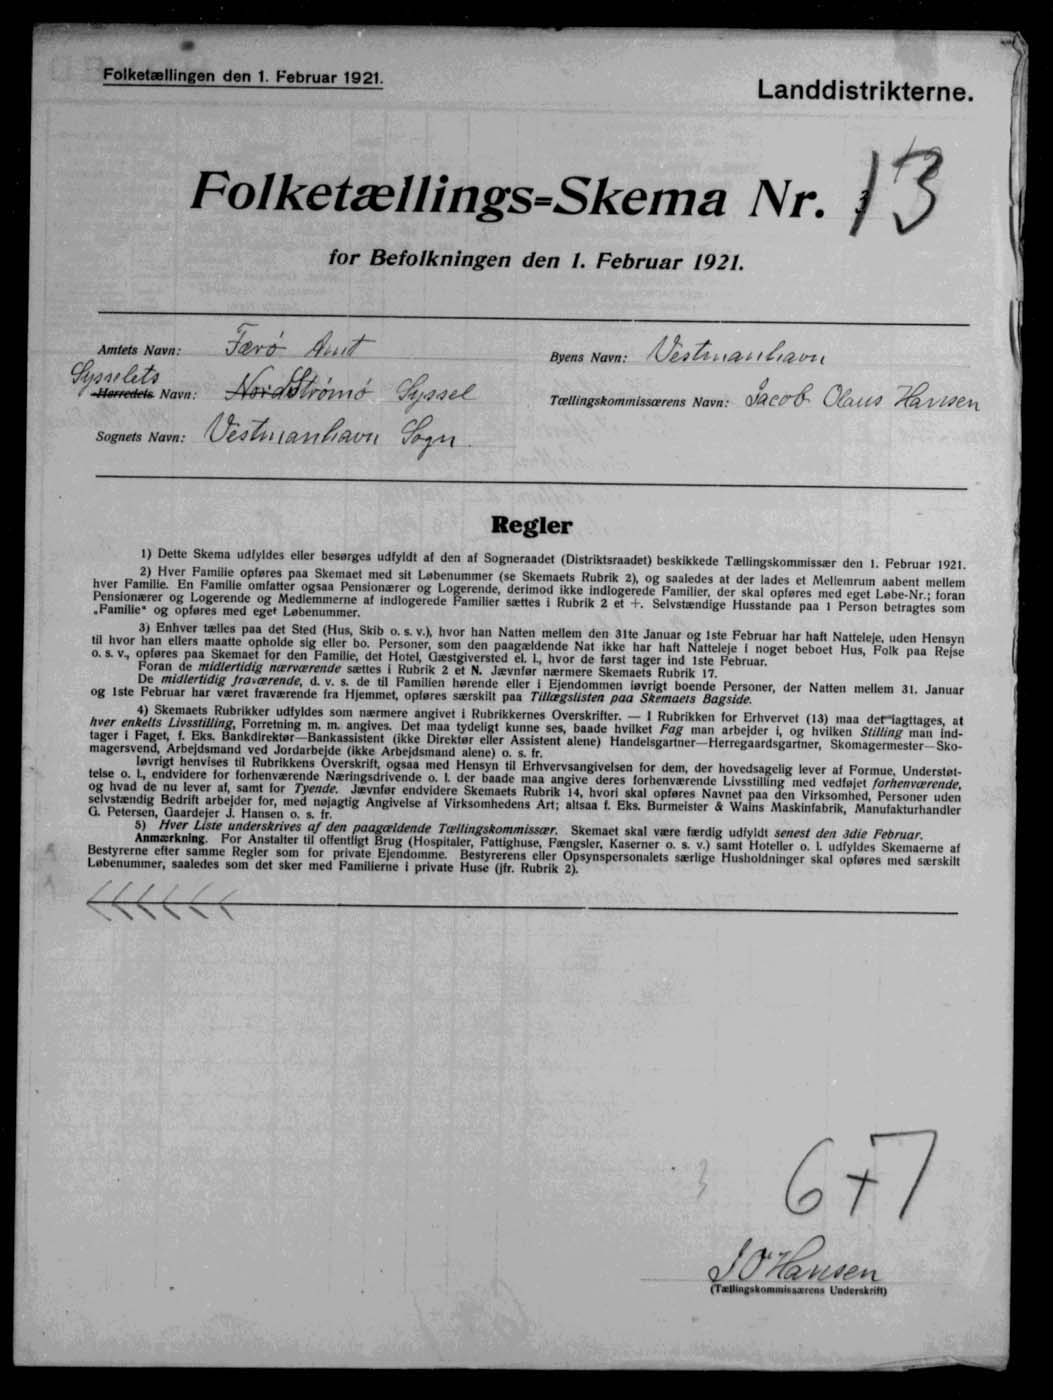 Folketællingen den 1. Februar 1921.
Landdistrikterne.
Folketællings=Skema Nr. 13
for Befolkningen den 1. Februar 1921.
Amtets Navn: Færø Amt
Byens Navn: Vestmanhavn
Sysselets
Herredets Navn: NordStrømø Syssel
Tællingskommissærens Navn: Jacob Olaus Hansen
Sognets Navn: Vestmanhavn Sogn.
Regler
1) Dette Skema udfyldes eller besørges udfyldt af den af Sogneraadet (Distriktsraadet) beskikkede Tællingskommissær den 1. Februar 1921.
2) Hver Familie opføres paa Skemaet med sit Løbenummer (se Skemaets Rubrik 2), og saaledes at der lades et Mellemrum aabent mellem
hver Familie. En Familie omfatter ogsaa Pensionærer og Logerende, derimod ikke indlogerede Familier, der skal opføres med eget Løbe-Nr.; foran
Pensionærer og Logerende og Medlemmerne af indlogerede Familier sættes i Rubrik 2 et +. Selvstændige Husstande paa 1 Person betragtes som
„Familie“ og opføres med eget Løbenummer.
3) Enhver tælles paa det Sted (Hus, Skib o. s. v.), hvor han Natten mellem den 31te Januar og 1ste Februar har haft Natteleje, uden Hensyn
til hvor han ellers maatte opholde sig eller bo. Personer, som den paagældende Nat ikke har haft Natteleje i noget beboet Hus, Folk paa Rejse
o. s. v., opføres paa Skemaet for den Familie, det Hotel, Gæstgiversted el. l., hvor de først tager ind 1ste Februar.
Foran de midlertidig nærværende sættes i Rubrik 2 et N. Jævnfør nærmere Skemaets Rubrik 17.
De midlertidig fraværende, d. v. s. de til Familien hørende eller i Ejendommen iøvrigt boende Personer, der Natten mellem 31. Januar
og 1ste Februar har været fraværende fra Hjemmet, opføres særskilt paa Tillægslisten paa Skemaets Bagside.
4) Skemaets Rubrikker udfyldes som nærmere angivet i Rubrikkernes Overskrifter. — I Rubrikken for Erhvervet (13) maa det iagttages, at
hver enkelts Livsstilling, Forretning m. m. angives. Det maa tydeligt kunne ses, baade hvilket Fag man arbejder i, og hvilken Stilling man ind-
tager i Faget, f. Eks. Bankdirektør—Bankassistent (ikke Direktør eller Assistent alene) Handelsgartner—Herregaardsgartner, Skomagermester—Sko-
magersvend, Arbejdsmand ved Jordarbejde (ikke Arbejdsmand alene) o. s. fr.
Iøvrigt henvises til Rubrikkens Overskrift, ogsaa med Hensyn til Erhvervsangivelsen for dem, der hovedsagelig lever af Formue, Understøt-
telse o. l., endvidere for forhenværende Næringsdrivende o. l. der baade maa angive deres forhenværende Livsstilling med vedføjet forhenværende,
og hvad de nu lever af, samt for Tyende. Jævnfør endvidere Skemaets Rubrik 14, hvori skal opføres Navnet paa den Virksomhed, Personer uden
selvstændig Bedrift arbejder for, med nøjagtig Angivelse af Virksomhedens Art; altsaa f. Eks. Burmeister & Wains Maskinfabrik, Manufakturhandler
G. Petersen, Gaardejer J. Hansen o. s. fr.
5) Hver Liste underskrives af den paagældende Tællingskommissær. Skemaet skal være færdig udfyldt senest den 3die Februar.
Anmærkning. For Anstalter til offentligt Brug (Hospitaler, Fattighuse, Fængsler, Kaserner o. s. v.) samt Hoteller o. l. udfyldes Skemaerne af
Bestyrerne efter samme Regler som for private Ejendomme. Bestyrerens eller Opsynspersonalets særlige Husholdninger skal opføres med særskilt
Løbenummer, saaledes som det sker med Familierne i private Huse (jfr. Rubrik 2).
6+7
J O Hansen
(Tællingskommissærens Underskrift)